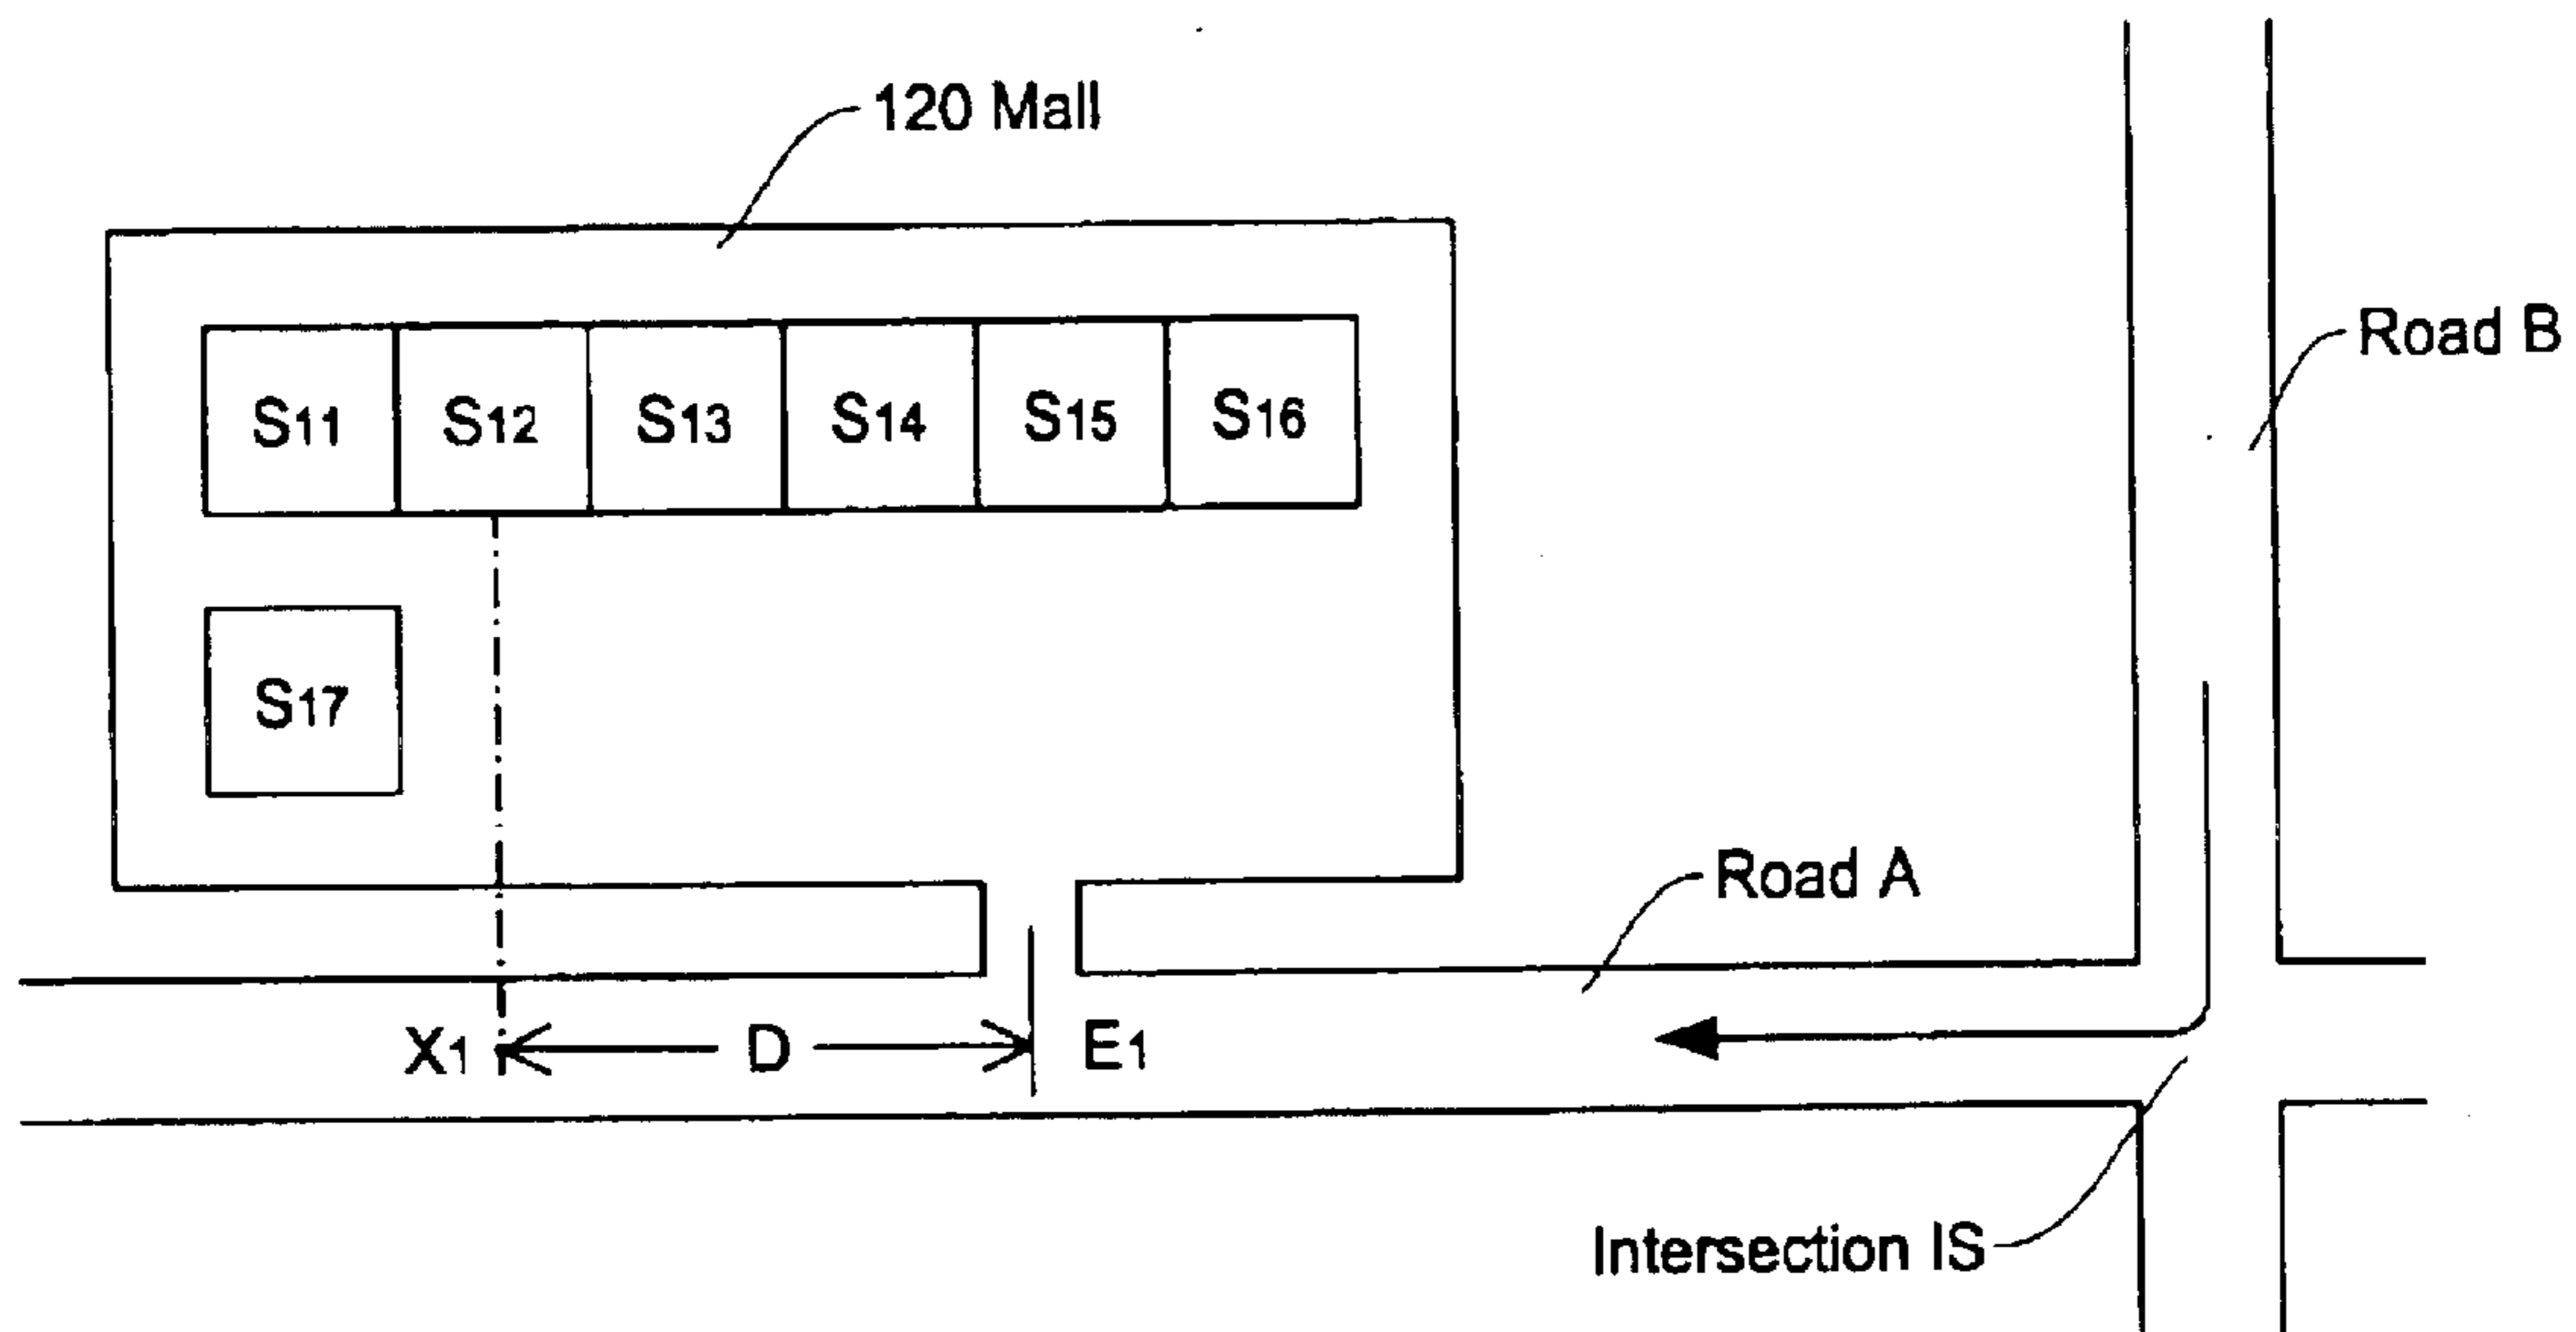 120 Mall
Road B
S11 S12 S13 S14 S15 S16
S17
Road A
X1 D E1
Intersection IS